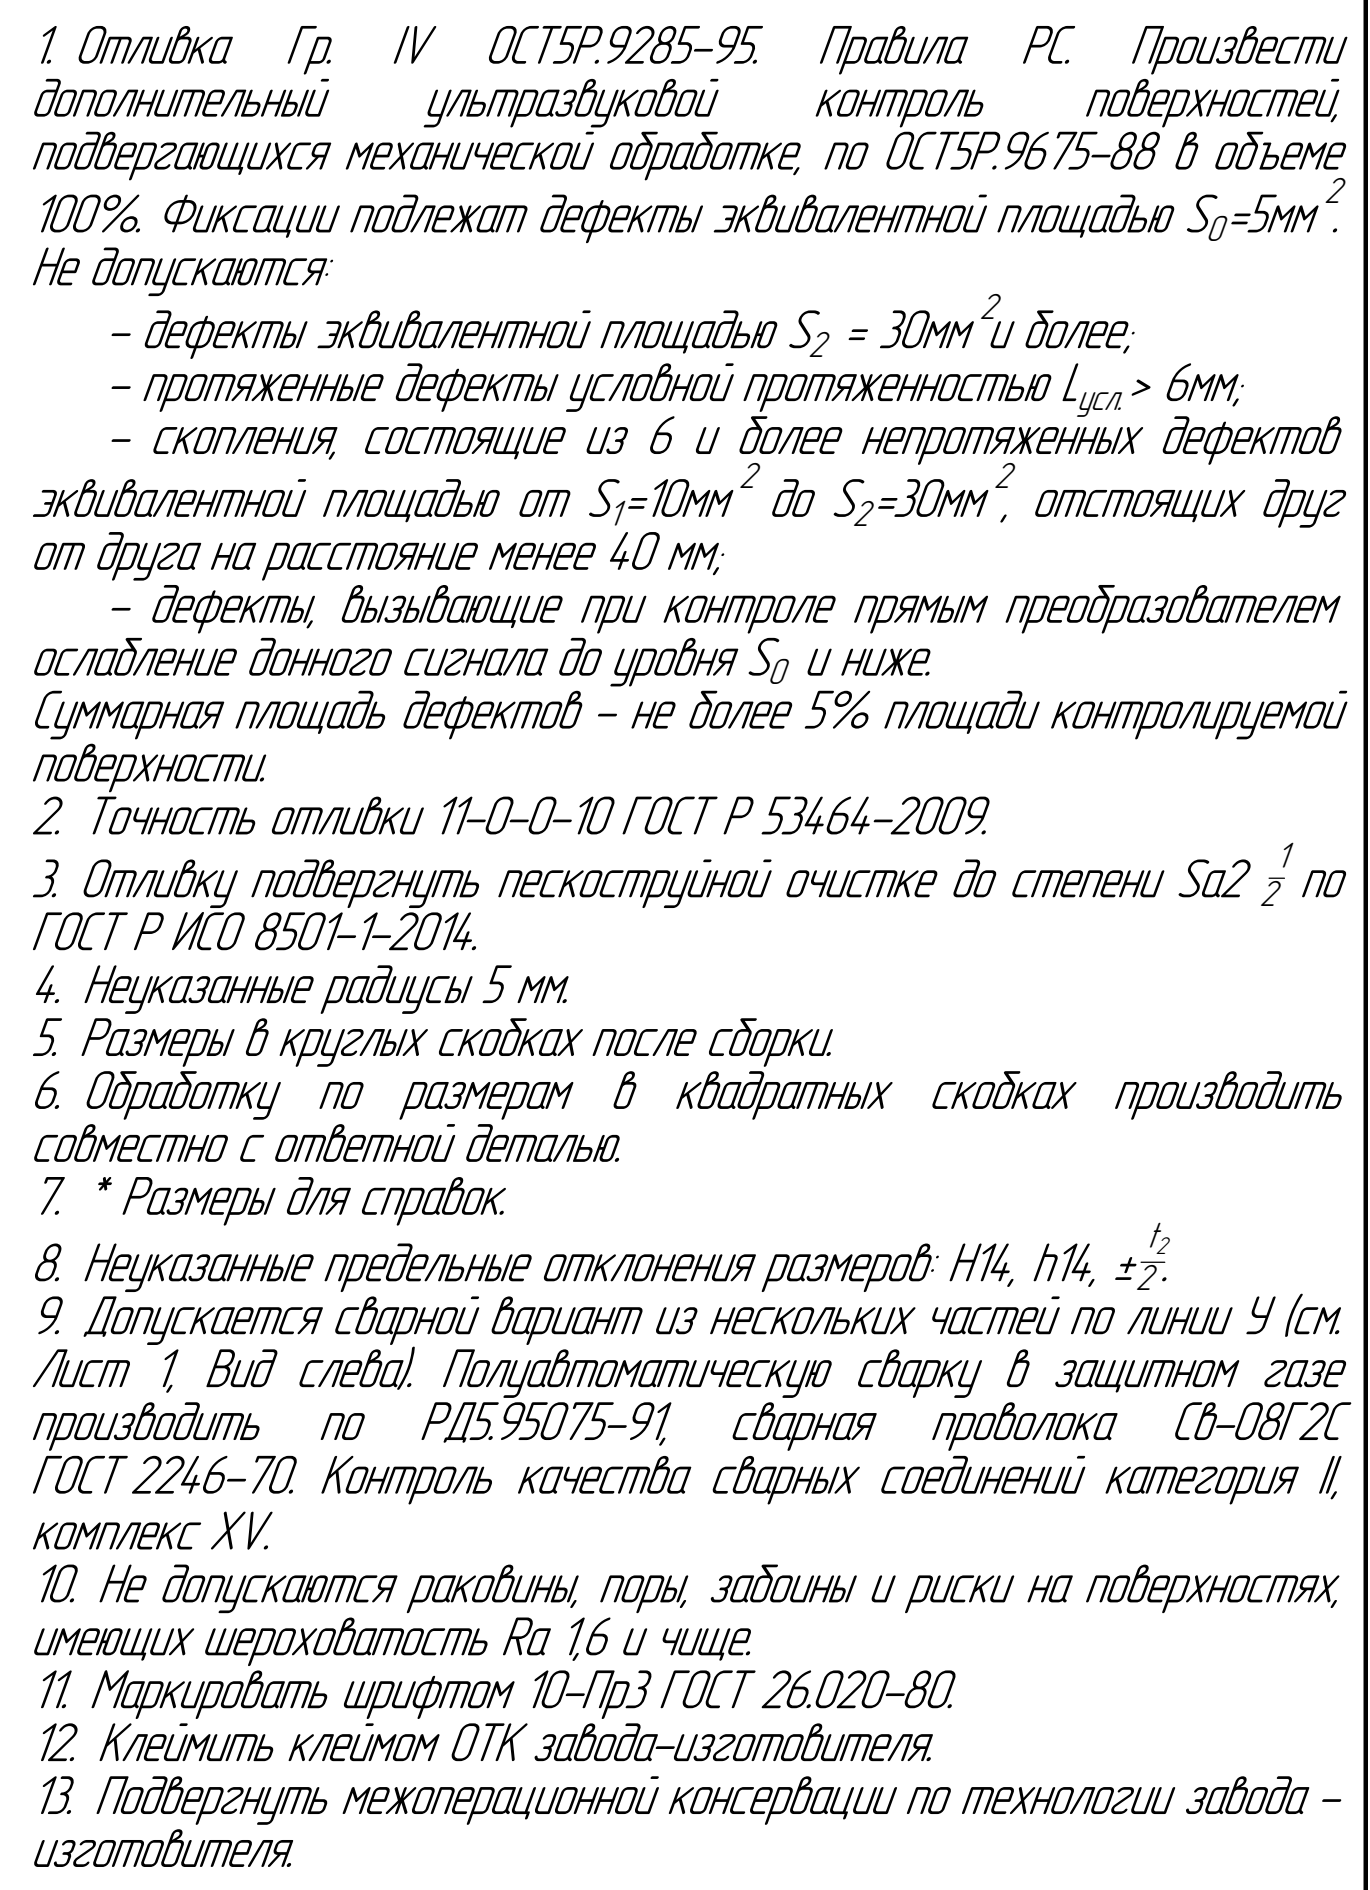 1. Отливка Гр. IV ОСТ5Р.9285-95. Правила РС. Произвести
дополнительный ультразвуковой контроль поверхностей,
подвергающихся механической обработке, по ОСТ5Р.9675-88 в объеме
100%. Фиксации подлежат дефекты эквивалентной площадью S₀=5мм².
Не допускаются:
- дефекты эквивалентной площадью S₂ = 30мм² и более;
- протяженные дефекты условной протяженностью Lусл. > 6мм;
- скопления, состоящие из 6 и более непротяженных дефектов
эквивалентной площадью от S₁=10мм² до S₂=30мм², отстоящих друг
от друга на расстояние менее 40 мм;
- дефекты, вызывающие при контроле прямым преобразователем
ослабление донного сигнала до уровня S₀ и ниже.
Суммарная площадь дефектов - не более 5% площади контролируемой
поверхности.
2. Точность отливки 11-0-0-10 ГОСТ Р 53464-2009.
3. Отливку подвергнуть пескоструйной очистке до степени Sa2 1/2 по
ГОСТ Р ИСО 8501-1-2014.
4. Неуказанные радиусы 5 мм.
5. Размеры в круглых скобках после сборки.
6. Обработку по размерам в квадратных скобках производить
совместно с ответной деталью.
7. * Размеры для справок.
8. Неуказанные предельные отклонения размеров: H14, h14, ±t₂/2.
9. Допускается сварной вариант из нескольких частей по линии У (см.
Лист 1, Вид слева). Полуавтоматическую сварку в защитном газе
производить по РД5.95075-91, сварная проволока Св-08Г2С
ГОСТ 2246-70. Контроль качества сварных соединений категория II,
комплекс XV.
10. Не допускаются раковины, поры, забоины и риски на поверхностях,
имеющих шероховатость Ra 1,6 и чище.
11. Маркировать шрифтом 10-Пр3 ГОСТ 26.020-80.
12. Клеймить клеймом ОТК завода-изготовителя.
13. Подвергнуть межоперационной консервации по технологии завода -
изготовителя.